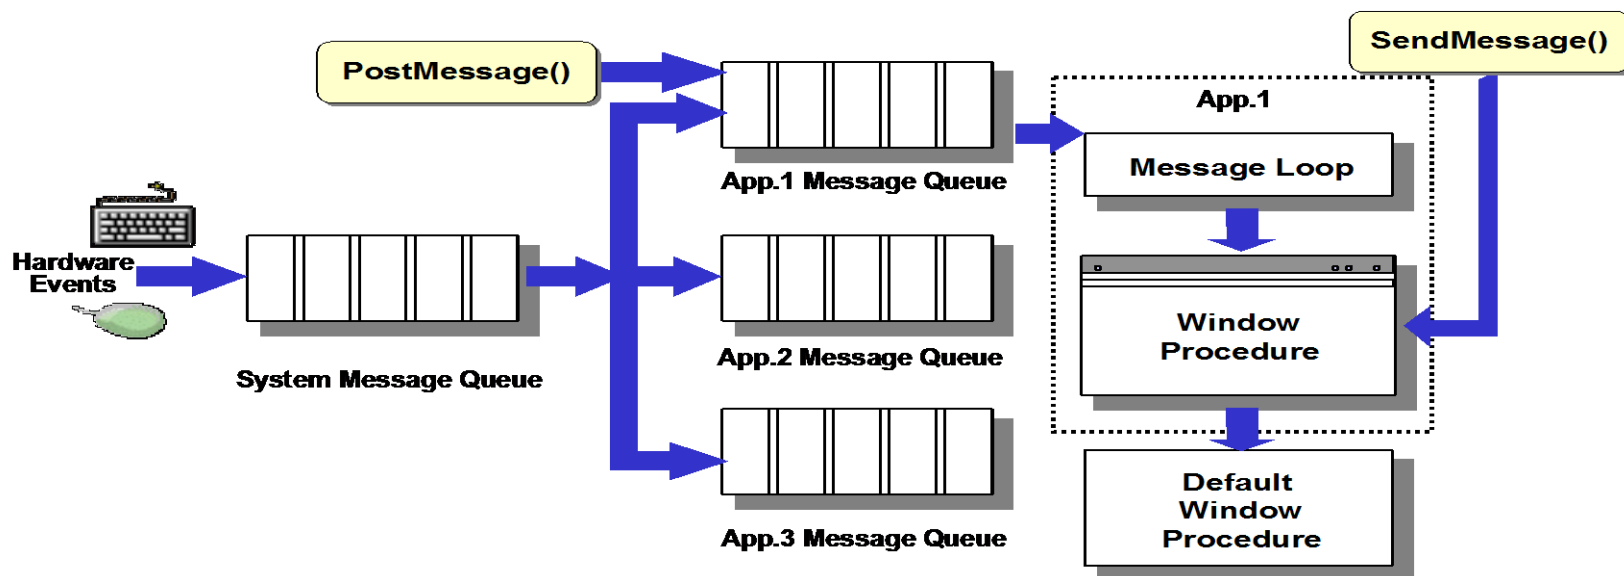 PostMessage()
SendMessage()
App.1
Message Loop
App.1 Message Queue
Hardware
Events
Window
Procedure
System Message Queue
App.2 Message Queue
Default
Window
Procedure
App.3 Message Queue